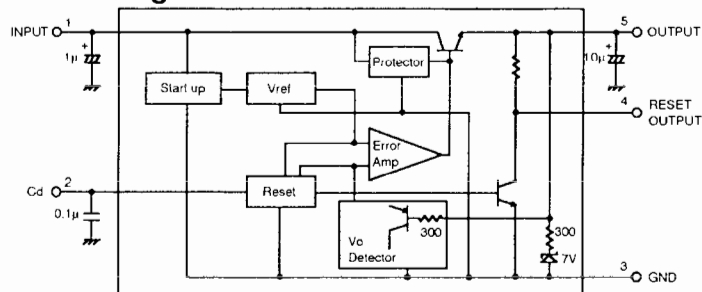 INPUT 1
5 OUTPUT
+
1μ
Protector
+
10μ
Start up
Vref
4 RESET
OUTPUT
Error
Amp
Cd 2
Reset
0.1μ
300
300
Vo
Detector
7V
3
GND